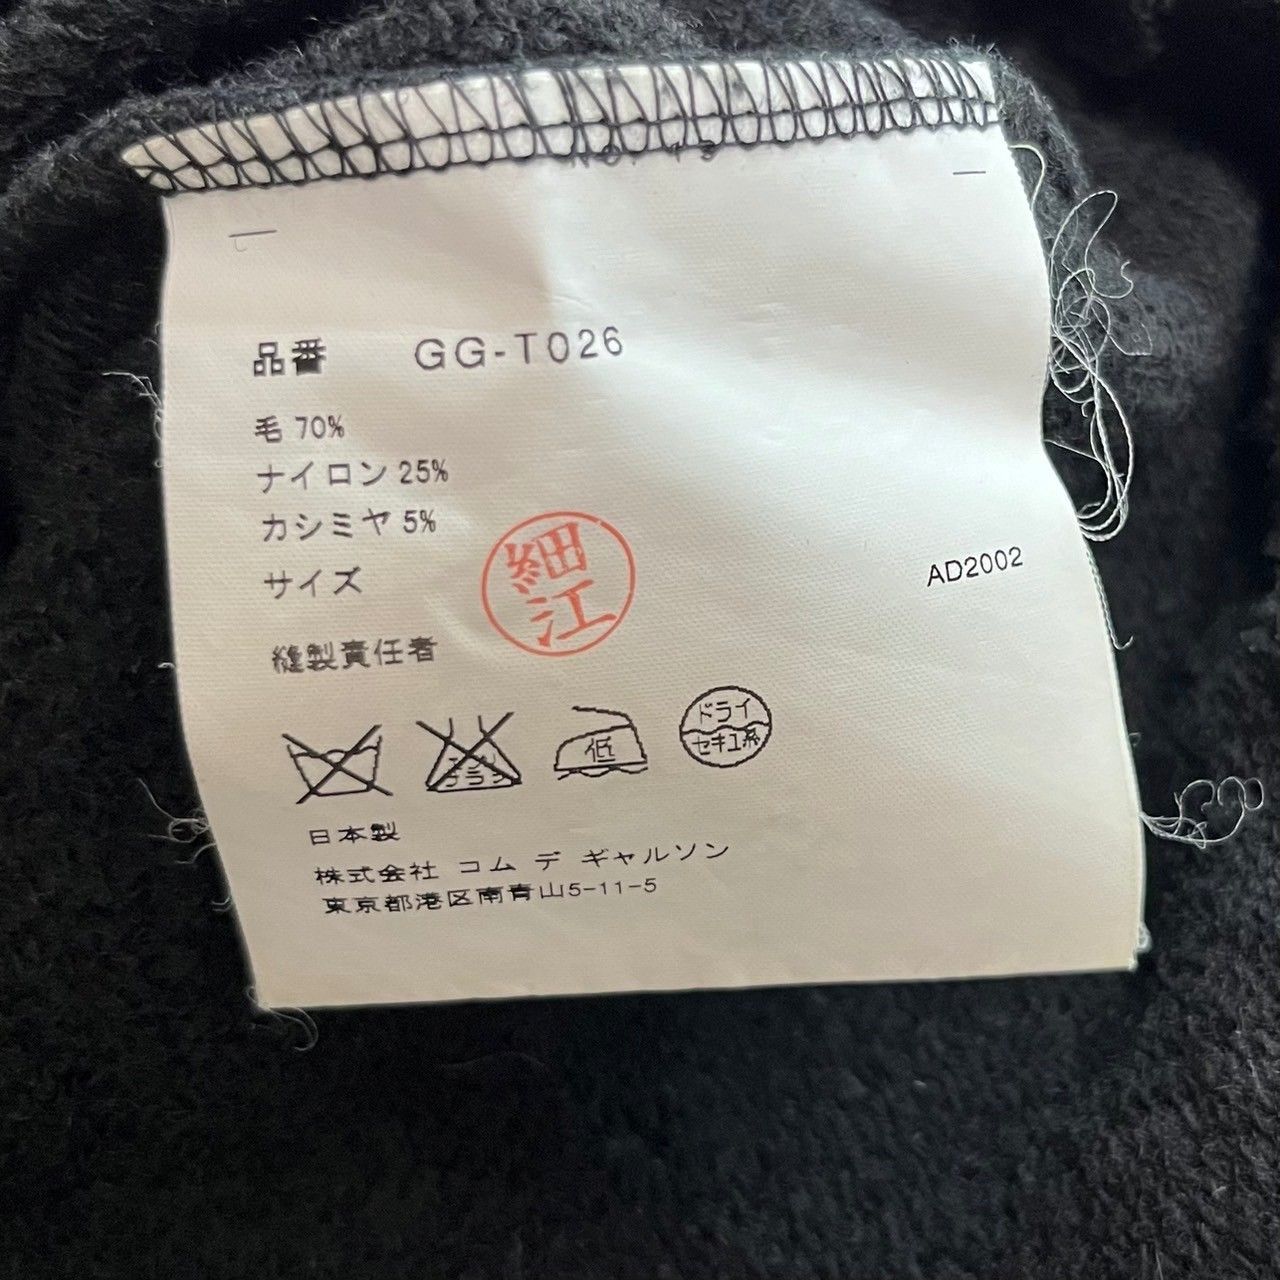 品番 GG-T026
毛 70%
ナイロン 25%
カシミヤ 5%
サイズ
細江
縫製責任者
AD2002
低
ドライ
セキユ系
日本製
株式会社 コム デ ギャルソン
東京都港区南青山5-11-5